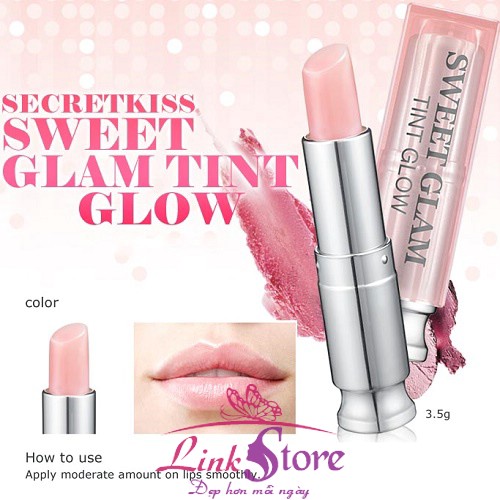 SECRETKISS
SWEET
GLAM TINT
GLOW
SWEET GLAM
TINT GLOW
color
3.5g
How to use
Apply moderate amount on lips smoothly.
Link Store
Đẹp hơn mỗi ngày